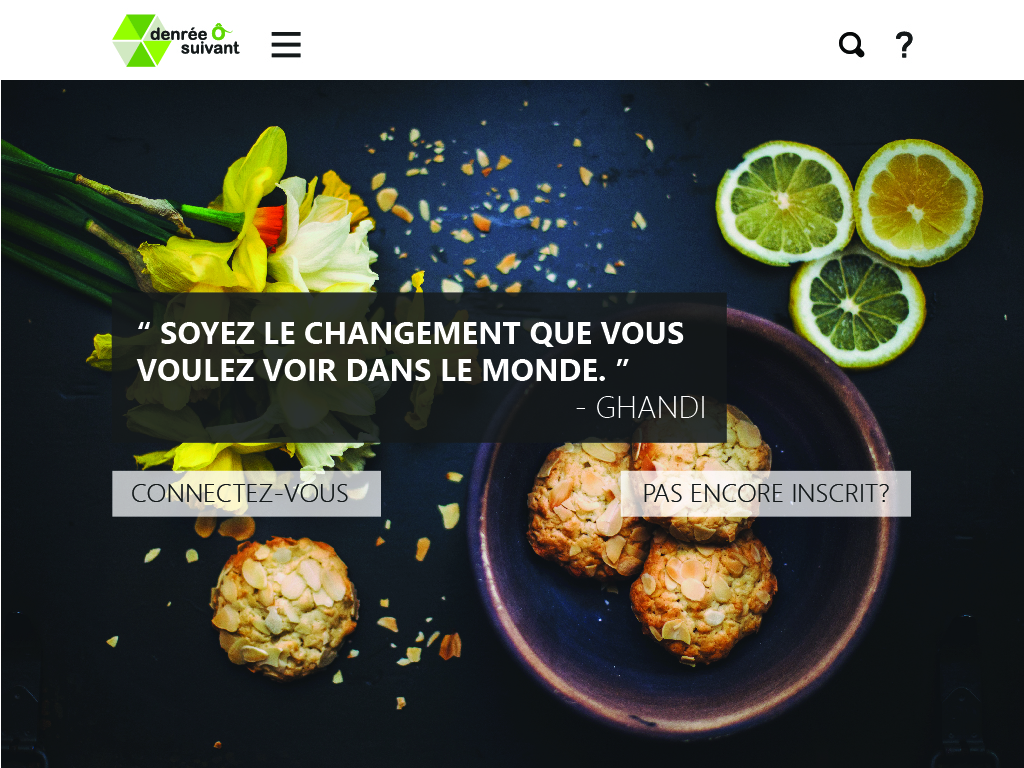 denrée Ô
suivant
?
“ SOYEZ LE CHANGEMENT QUE VOUS
VOULEZ VOIR DANS LE MONDE. ”
- GHANDI
CONNECTEZ-VOUS
PAS ENCORE INSCRIT?